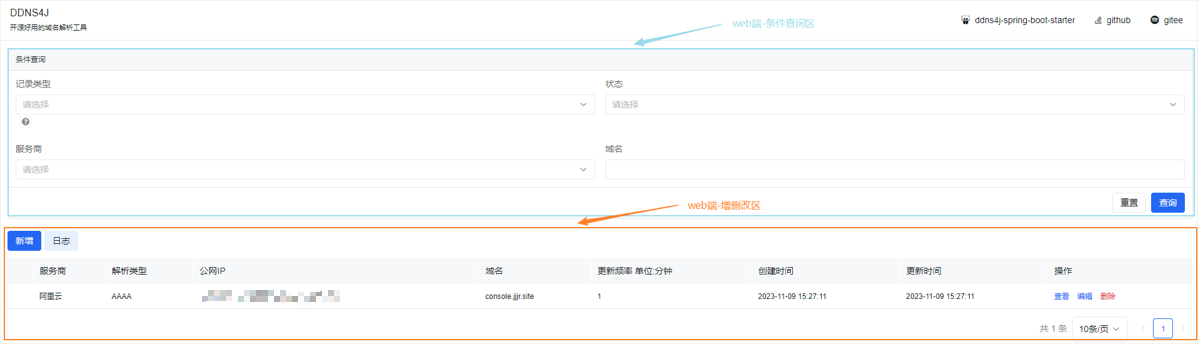 DDNS4J
开源好用的域名解析工具
ddns4j-spring-boot-starter github gitee
web端-条件查询区
条件查询
记录类型 状态
请选择 请选择
服务商 域名
请选择
重置 查询
web端-增删改区
新增 日志
服务商 解析类型 公网IP 域名 更新频率 单位:分钟 创建时间 更新时间 操作
阿里云 AAAA console.jjjr.site 1 2023-11-09 15:27:11 2023-11-09 15:27:11 查看 编辑 删除
共 1 条 10条/页 1